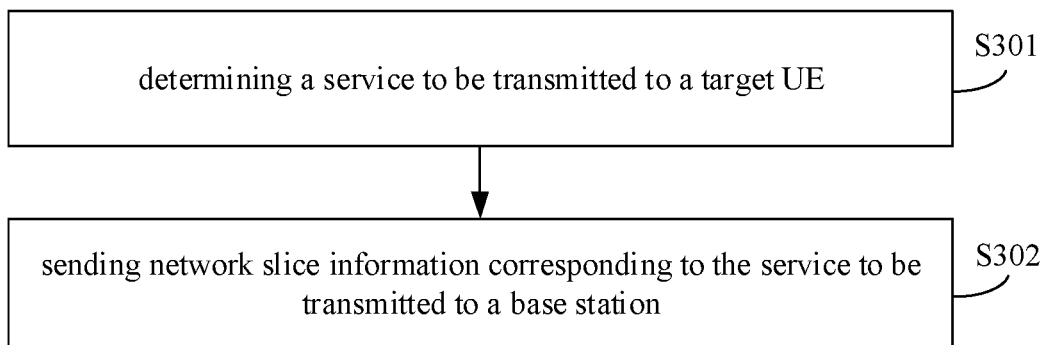 determining a service to be transmitted to a target UE
S301
sending network slice information corresponding to the service to be
transmitted to a base station
S302